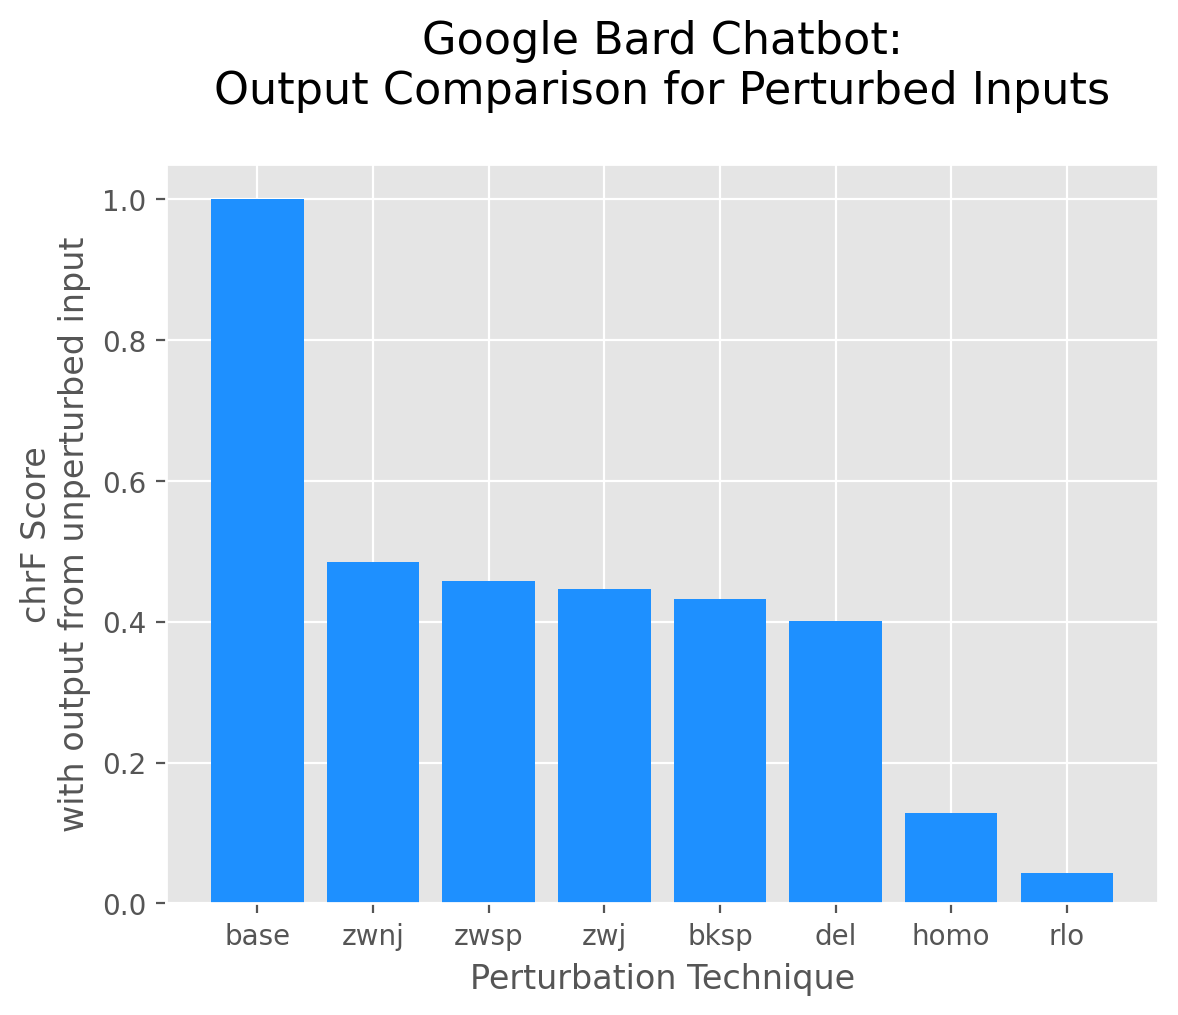 Google Bard Chatbot:
Output Comparison for Perturbed Inputs
chrF Score
with output from unperturbed input
1.0
0.8
0.6
0.4
0.2
0.0
base zwnj zwsp zwj bksp del homo rlo
Perturbation Technique